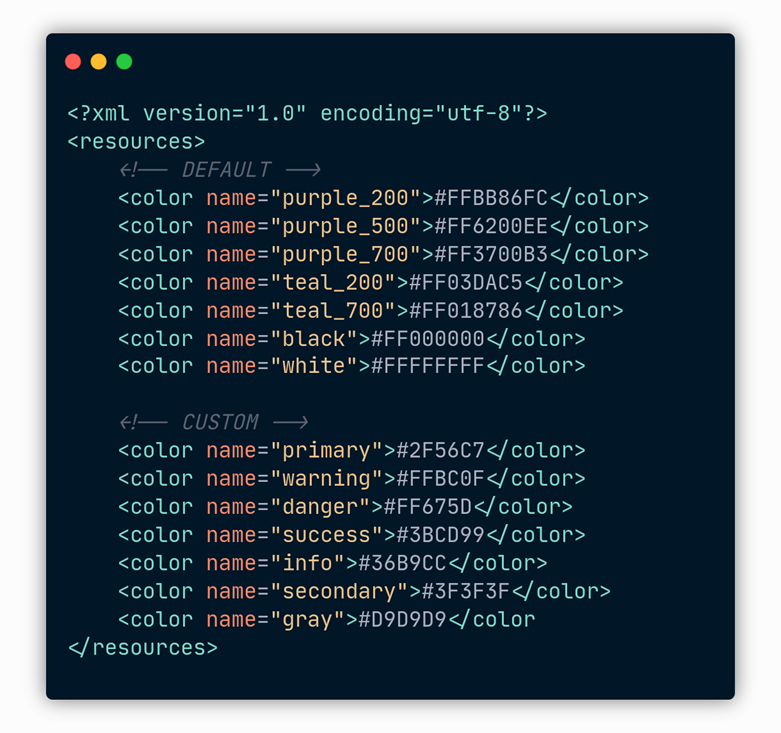 <?xml version="1.0" encoding="utf-8"?>
<resources>
    <!-- DEFAULT -->
    <color name="purple_200">#FFBB86FC</color>
    <color name="purple_500">#FF6200EE</color>
    <color name="purple_700">#FF3700B3</color>
    <color name="teal_200">#FF03DAC5</color>
    <color name="teal_700">#FF018786</color>
    <color name="black">#FF000000</color>
    <color name="white">#FFFFFFFF</color>

    <!-- CUSTOM -->
    <color name="primary">#2F56C7</color>
    <color name="warning">#FFBC0F</color>
    <color name="danger">#FF675D</color>
    <color name="success">#3BCD99</color>
    <color name="info">#36B9CC</color>
    <color name="secondary">#3F3F3F</color>
    <color name="gray">#D9D9D9</color
</resources>